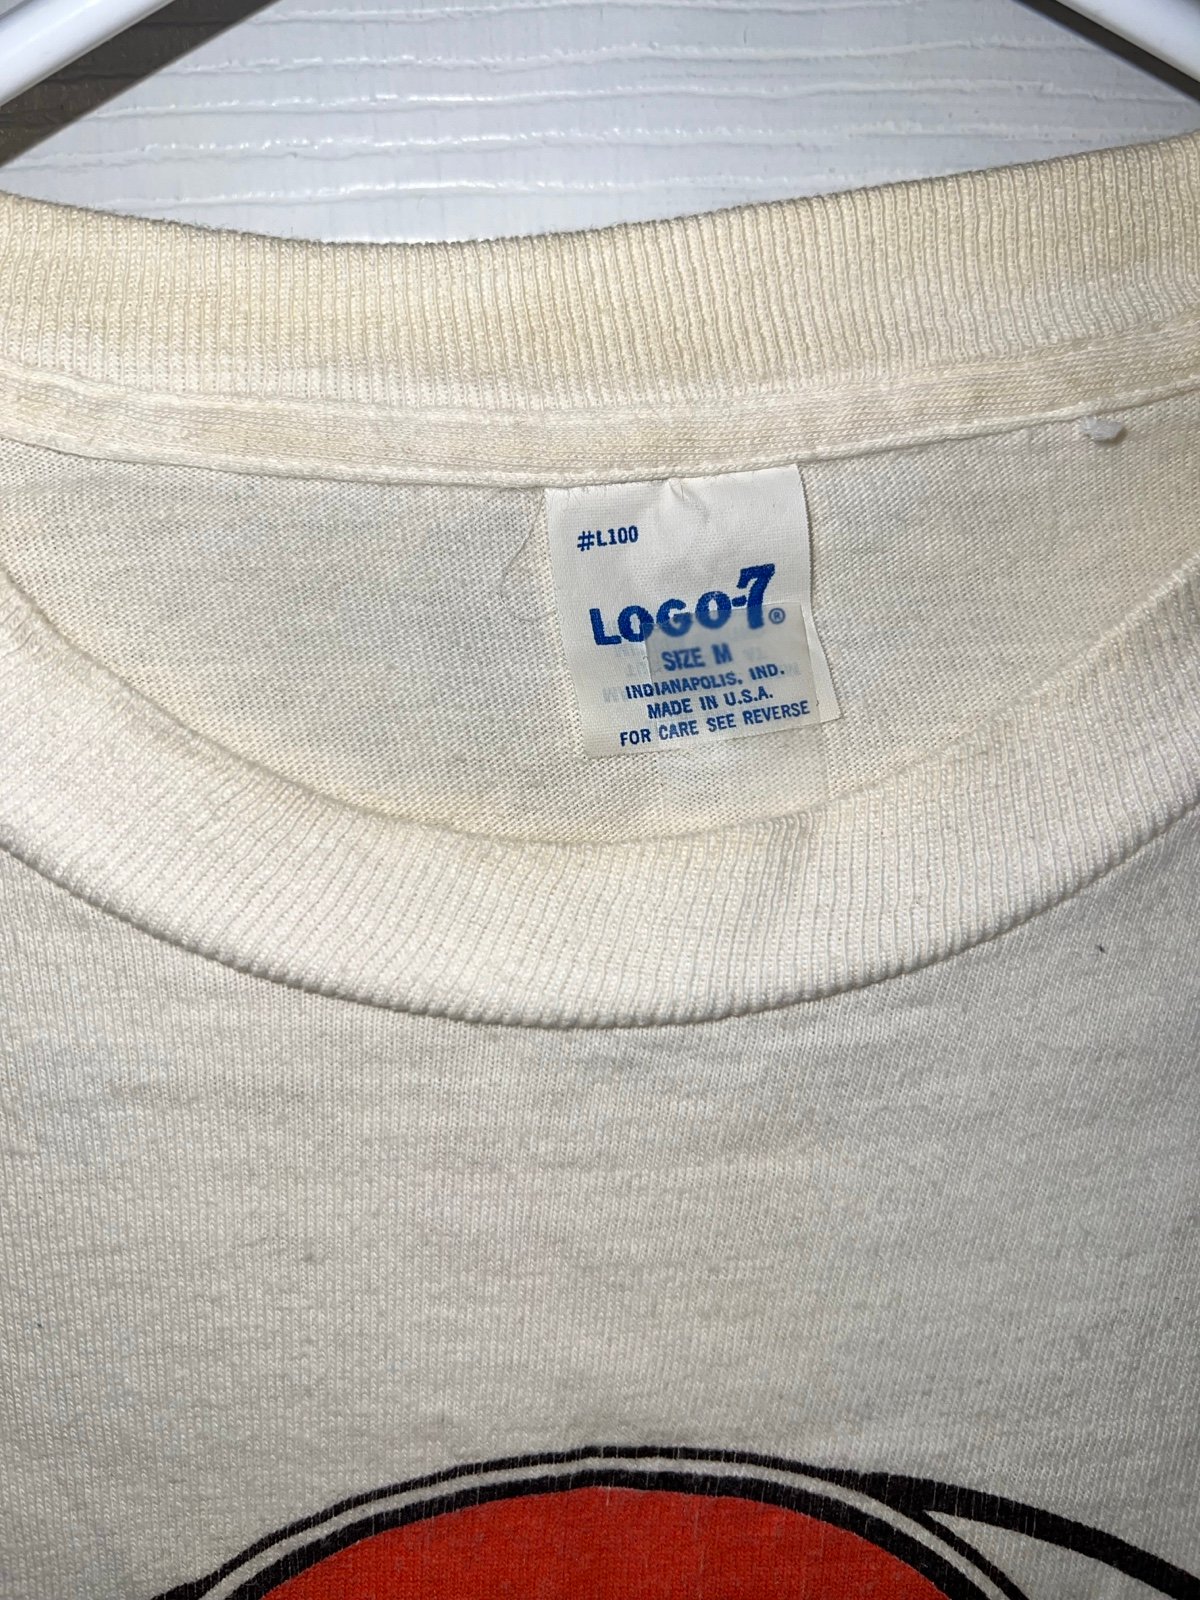 #L100
LOGO-7®
SIZE M
INDIANAPOLIS, IND.
MADE IN U.S.A.
FOR CARE SEE REVERSE